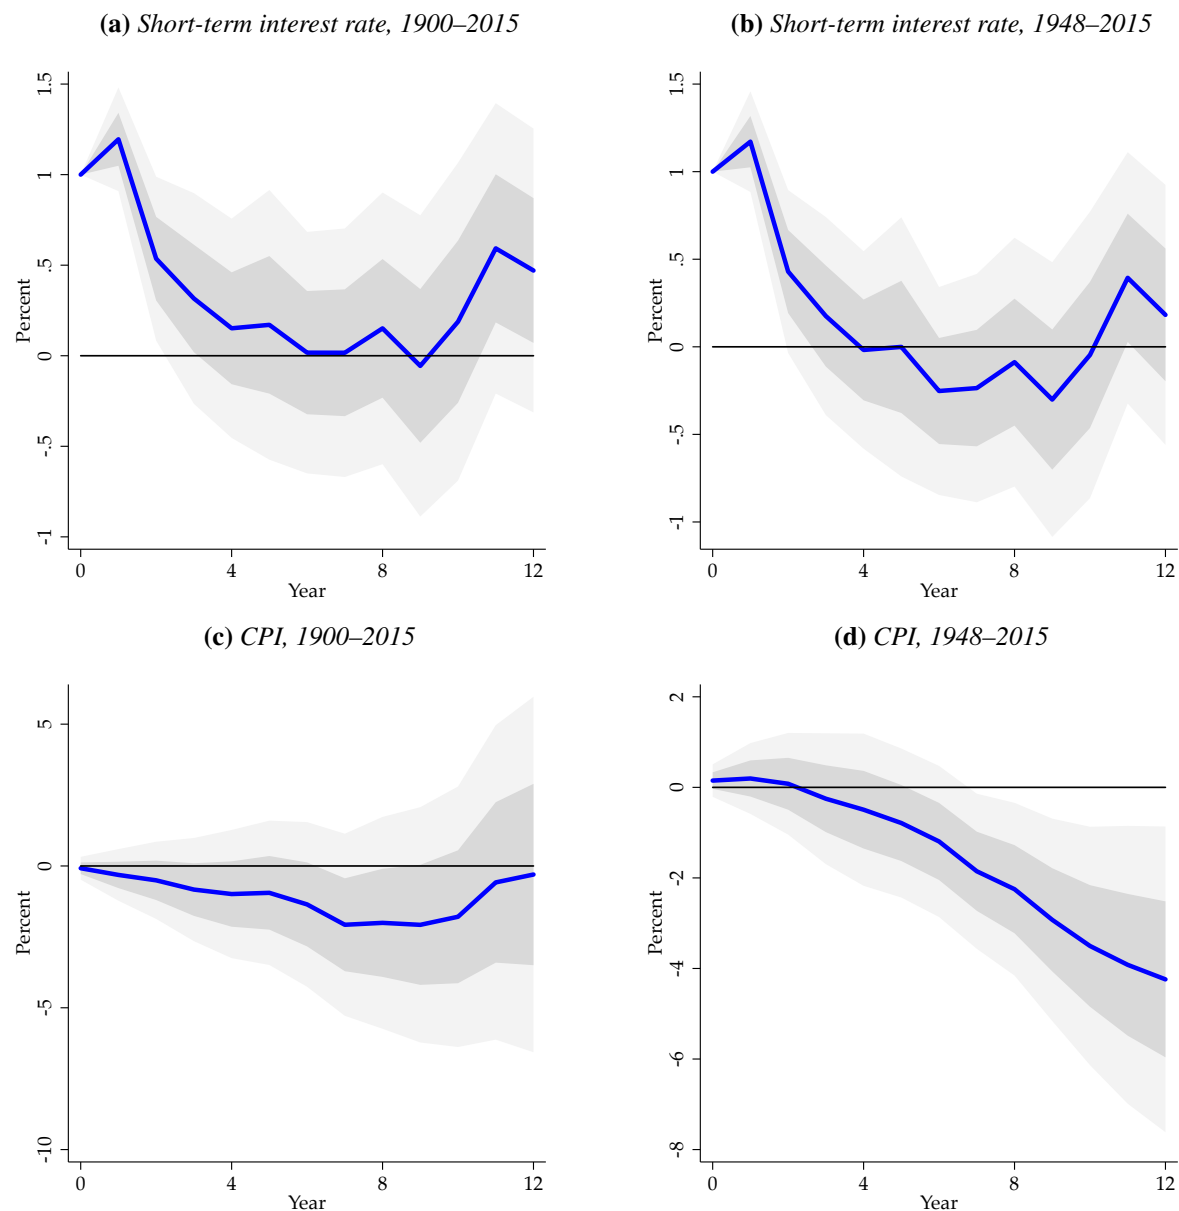 (a) Short-term interest rate, 1900–2015
1.5
1
.5
0
-.5
-1
Percent
0 4 8 12
Year
(b) Short-term interest rate, 1948–2015
1.5
1
.5
0
-.5
-1
Percent
0 4 8 12
Year
(c) CPI, 1900–2015
5
0
-5
-10
Percent
0 4 8 12
Year
(d) CPI, 1948–2015
2
0
-2
-4
-6
-8
Percent
0 4 8 12
Year